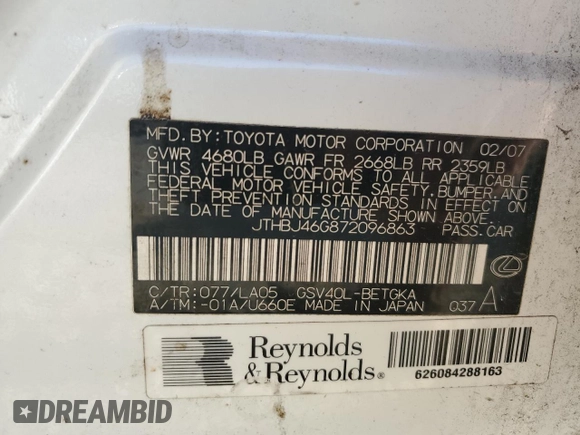 MFD. BY: TOYOTA MOTOR CORPORATION 02/07
GVWR 4680LB GAWR FR 2668LB RR 2359LB
THIS VEHICLE CONFORMS TO ALL APPLICABLE
FEDERAL MOTOR VEHICLE SAFETY, BUMPER, AND
THEFT PREVENTION STANDARDS IN EFFECT ON
THE DATE OF MANUFACTURE SHOWN ABOVE.
JTHBJ46G872096863 PASS.CAR
C/TR: 077/LA05 GSV40L-BETGKA
A/TM: -01A/U660E MADE IN JAPAN 037 A
Reynolds
& Reynolds®
626084288163
DREAMBID